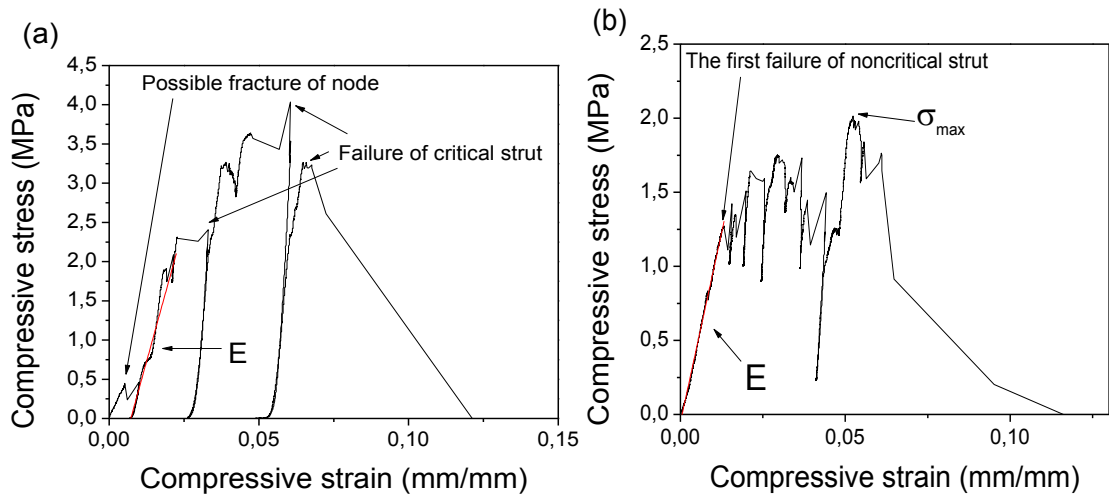 (a)
4,5
4,0
3,5
3,0
2,5
2,0
1,5
1,0
0,5
0,0
0,00
0,05
0,10
0,15
Compressive stress (MPa)
Compressive strain (mm/mm)
Possible fracture of node
Failure of critical strut
E
(b)
2,5
2,0
1,5
1,0
0,5
0,0
0,00
0,05
0,10
Compressive stress (MPa)
Compressive strain (mm/mm)
The first failure of noncritical strut
σmax
E